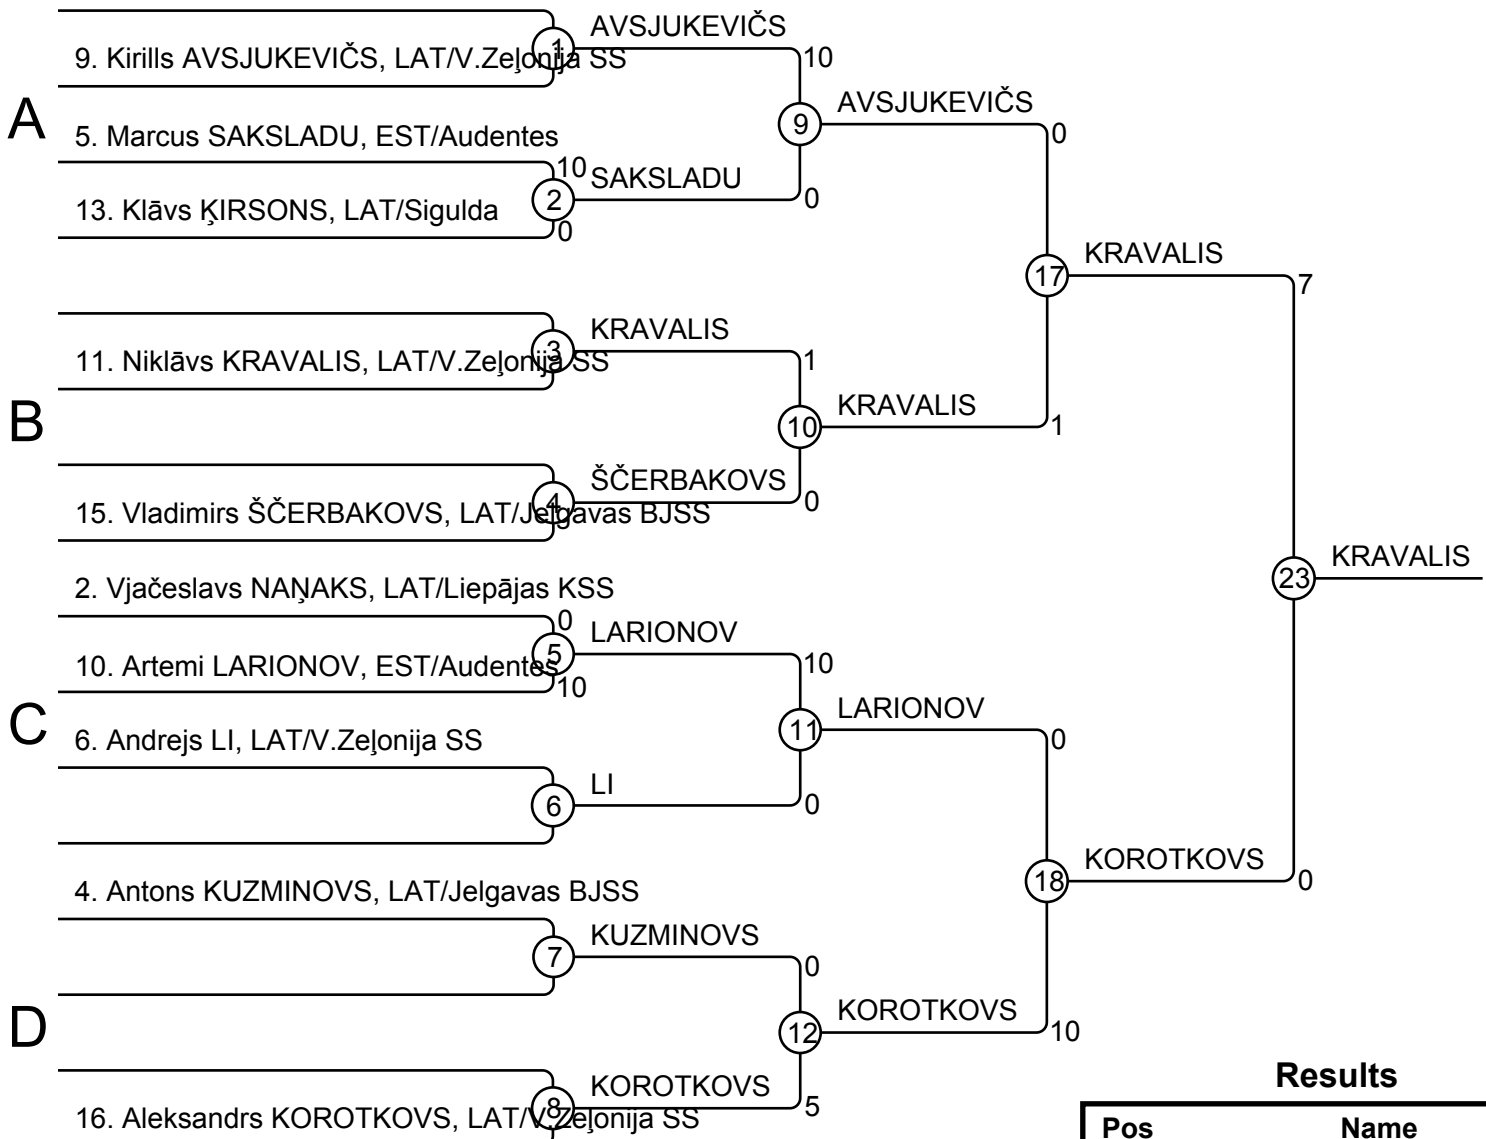 AVSJUKEVIČS
1
9. Kirills AVSJUKEVIČS, LAT/V.Zeļonija SS
10
AVSJUKEVIČS
A
9
0
5. Marcus SAKSLADU, EST/Audentes
10
SAKSLADU
2
0
13. Klāvs ĶIRSONS, LAT/Sigulda
0
KRAVALIS
17
7
KRAVALIS
3
1
11. Niklāvs KRAVALIS, LAT/V.Zeļonija SS
KRAVALIS
B
10
1
ŠČERBAKOVS
4
0
15. Vladimirs ŠČERBAKOVS, LAT/Jelgavas BJSS
KRAVALIS
23
2. Vjačeslavs NAŅAKS, LAT/Liepājas KSS
0
LARIONOV
5
10
10. Artemi LARIONOV, EST/Audentes
10
LARIONOV
C
11
0
6. Andrejs LI, LAT/V.Zeļonija SS
LI
6
0
KOROTKOVS
18
0
4. Antons KUZMINOVS, LAT/Jelgavas BJSS
KUZMINOVS
7
0
KOROTKOVS
D
12
10
KOROTKOVS
8
5
16. Aleksandrs KOROTKOVS, LAT/V.Zeļonija SS
Results
Pos Name